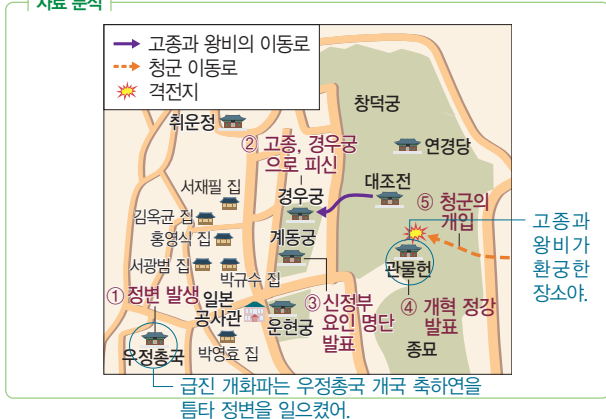 자료 분석
고종과 왕비의 이동로
청군 이동로
격전지
창덕궁
취운정
② 고종, 경우궁
으로 피신
연경당
서재필 집
경우궁
대조전
⑤ 청군의
개입
김옥균 집
홍영식 집
계동궁
고종과
왕비가
환궁한
장소야.
서광범 집
박규수 집
관물헌
① 정변 발생
일본
공사관
③ 신정부
요인 명단
발표
④ 개혁 정강
발표
운현궁
우정총국
박영효 집
종묘
급진 개화파는 우정총국 개국 축하연을
틈타 정변을 일으켰어.